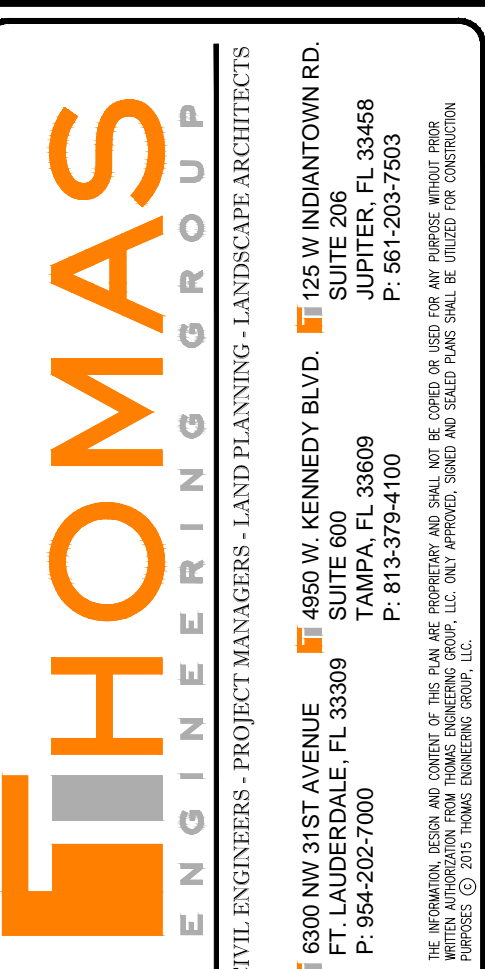 THOMAS
ENGINEERING GROUP
CIVIL ENGINEERS - PROJECT MANAGERS - LAND PLANNING - LANDSCAPE ARCHITECTS
6300 NW 31ST AVENUE
FT. LAUDERDALE, FL 33309
P: 954-202-7000
4950 W. KENNEDY BLVD.
SUITE 600
TAMPA, FL 33609
P: 813-379-4100
125 W INDIANTOWN RD.
SUITE 206
JUPITER, FL 33458
P: 561-203-7503
THE INFORMATION, DESIGN AND CONTENT OF THIS PLAN ARE PROPRIETARY AND SHALL NOT BE COPIED OR USED FOR ANY PURPOSE WITHOUT PRIOR
WRITTEN AUTHORIZATION FROM THOMAS ENGINEERING GROUP, LLC. ONLY APPROVED, SIGNED AND SEALED PLANS SHALL BE UTILIZED FOR CONSTRUCTION
PURPOSES © 2015 THOMAS ENGINEERING GROUP, LLC.